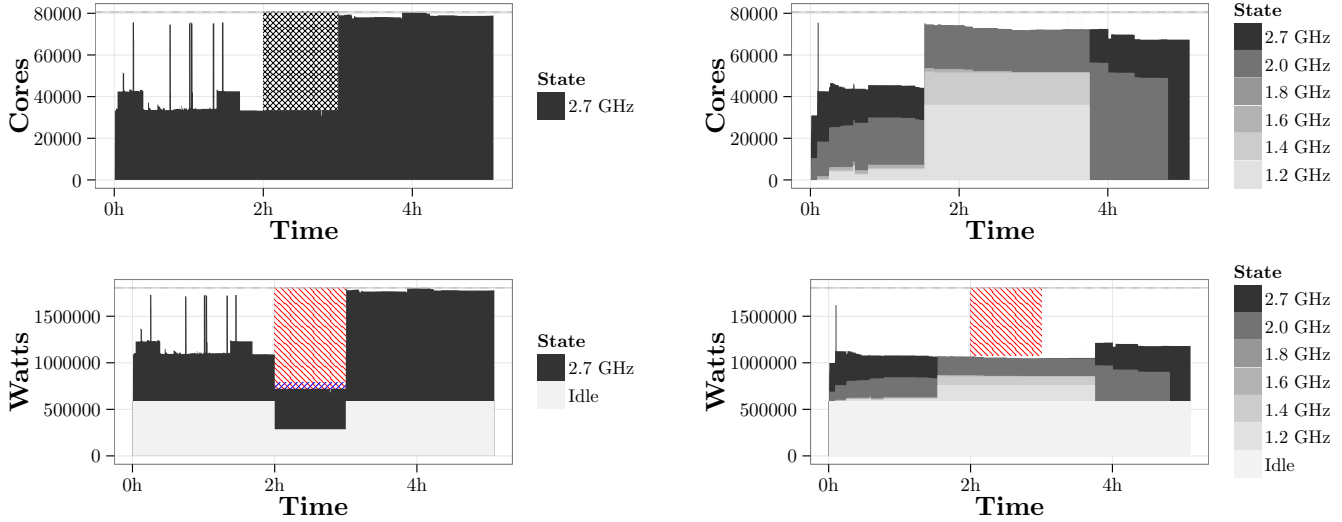 80000
60000
40000
20000
0
Cores
0h
2h
4h
Time
State
2.7 GHz
80000
60000
40000
20000
0
Cores
0h
2h
4h
Time
State
2.7 GHz
2.0 GHz
1.8 GHz
1.6 GHz
1.4 GHz
1.2 GHz
1500000
1000000
500000
0
Watts
0h
2h
4h
Time
State
2.7 GHz
Idle
1500000
1000000
500000
0
Watts
0h
2h
4h
Time
State
2.7 GHz
2.0 GHz
1.8 GHz
1.6 GHz
1.4 GHz
1.2 GHz
Idle